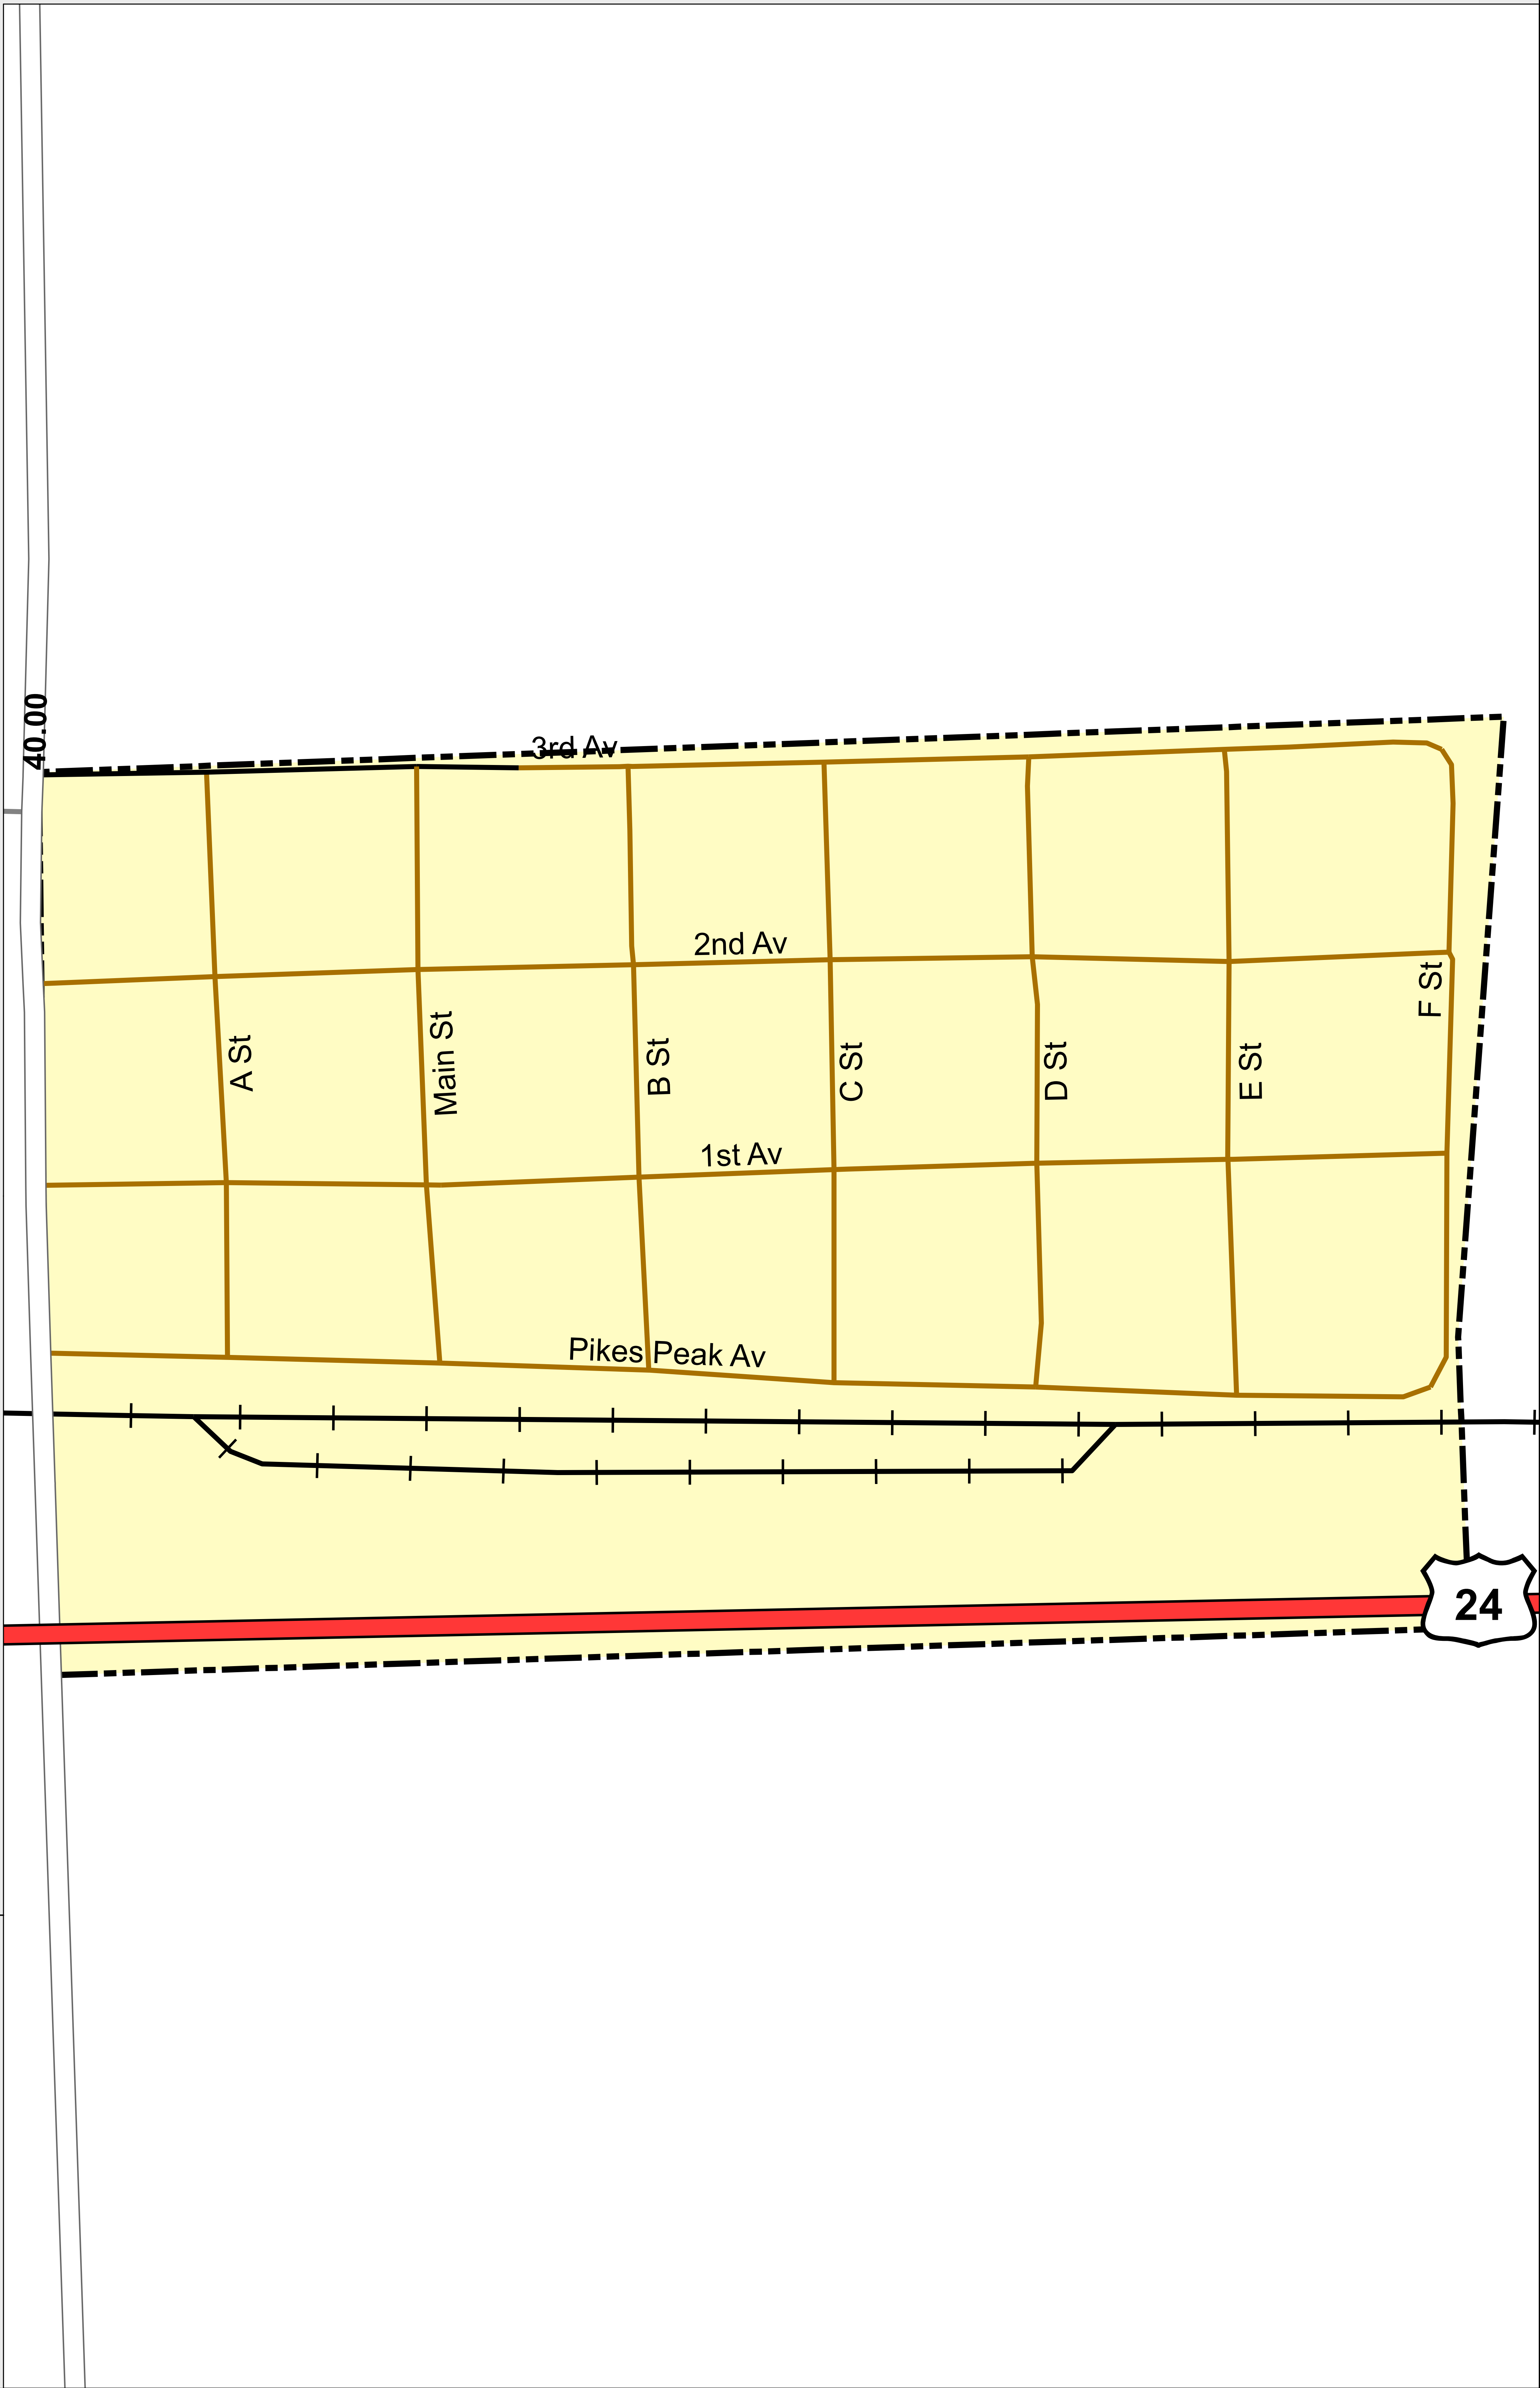 40.00
3rd Av
2nd Av
F St
A St
Main St
B St
C St
D St
E St
1st Av
Pikes Peak Av
24